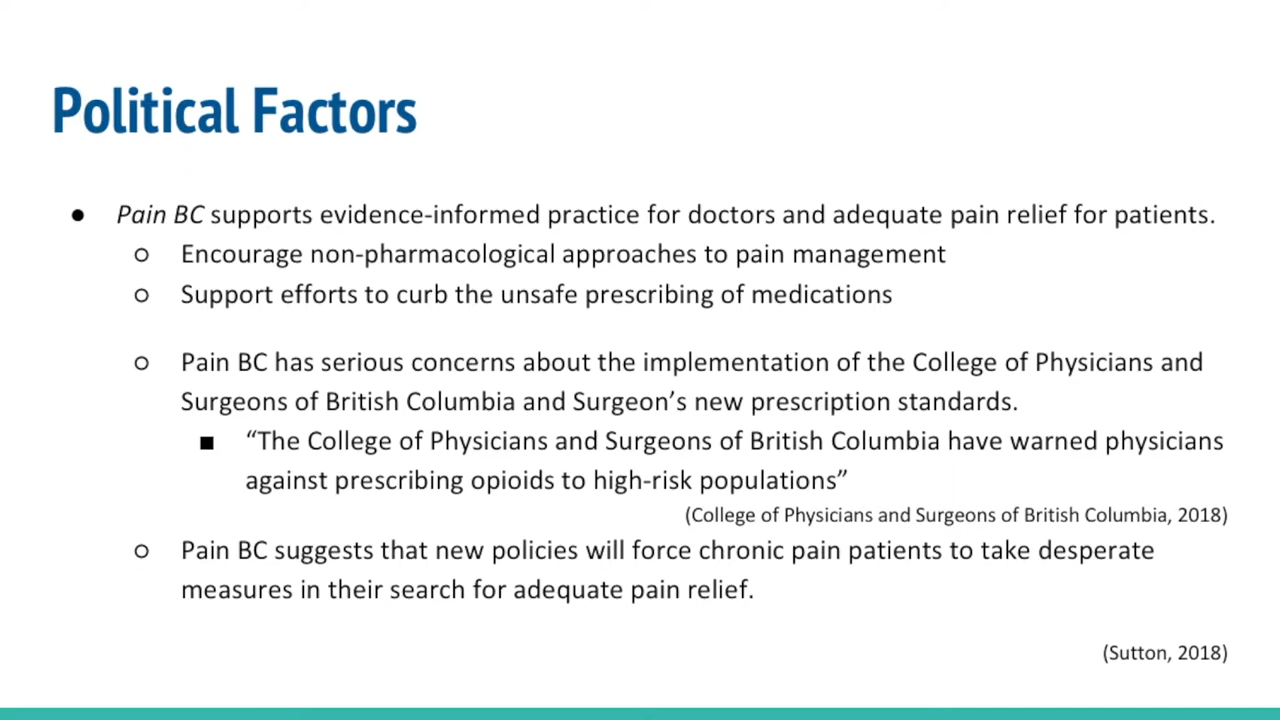 Political Factors
● Pain BC supports evidence-informed practice for doctors and adequate pain relief for patients.
○ Encourage non-pharmacological approaches to pain management
○ Support efforts to curb the unsafe prescribing of medications
○ Pain BC has serious concerns about the implementation of the College of Physicians and
Surgeons of British Columbia and Surgeon’s new prescription standards.
■ “The College of Physicians and Surgeons of British Columbia have warned physicians
against prescribing opioids to high-risk populations”
(College of Physicians and Surgeons of British Columbia, 2018)
○ Pain BC suggests that new policies will force chronic pain patients to take desperate
measures in their search for adequate pain relief.
(Sutton, 2018)